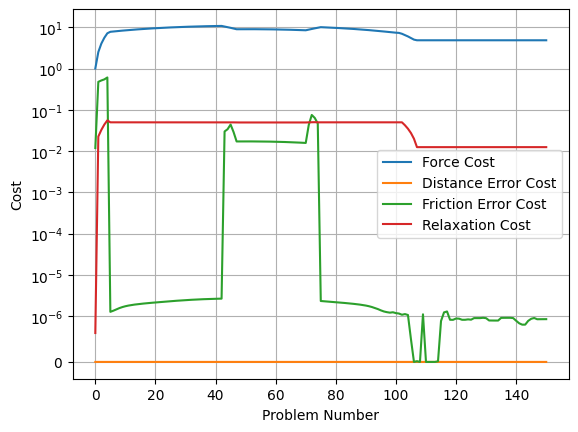 10¹
10⁰
10⁻¹
10⁻²
10⁻³
10⁻⁴
10⁻⁵
10⁻⁶
0
Cost
Force Cost
Distance Error Cost
Friction Error Cost
Relaxation Cost
0 20 40 60 80 100 120 140
Problem Number